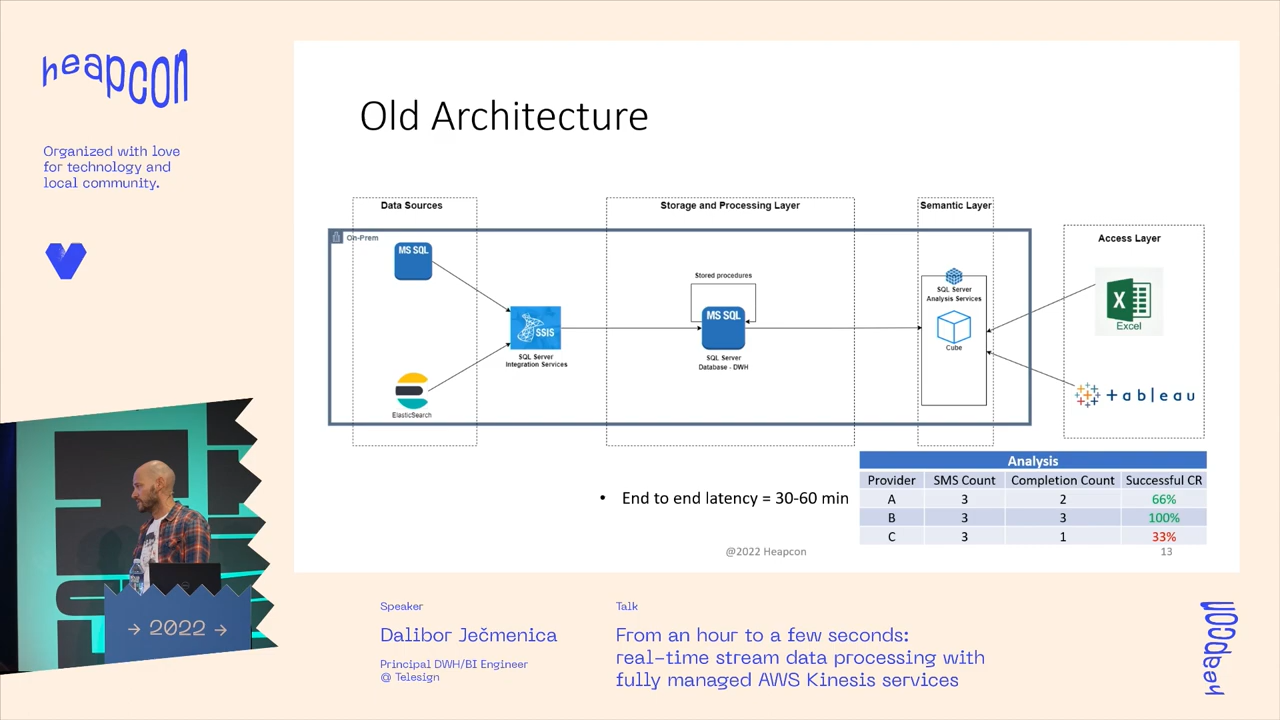 heapcon
Organized with love
for technology and
local community.
Old Architecture
Data Sources
Storage and Processing Layer
Semantic Layer
Access Layer
On-Prem
MS SQL
SSIS
SQL Server
Integration Services
ElasticSearch
Stored procedures
MS SQL
SQL Server
Database - DWH
SQL Server
Analysis Services
Cube
X
Excel
+ableau
• End to end latency = 30-60 min
Analysis
Provider SMS Count Completion Count Successful CR
A 3 2 66%
B 3 3 100%
C 3 1 33%
@2022 Heapcon
13
→ 2022 →
Speaker
Dalibor Ječmenica
Principal DWH/BI Engineer
@ Telesign
Talk
From an hour to a few seconds:
real-time stream data processing with
fully managed AWS Kinesis services
heapcon